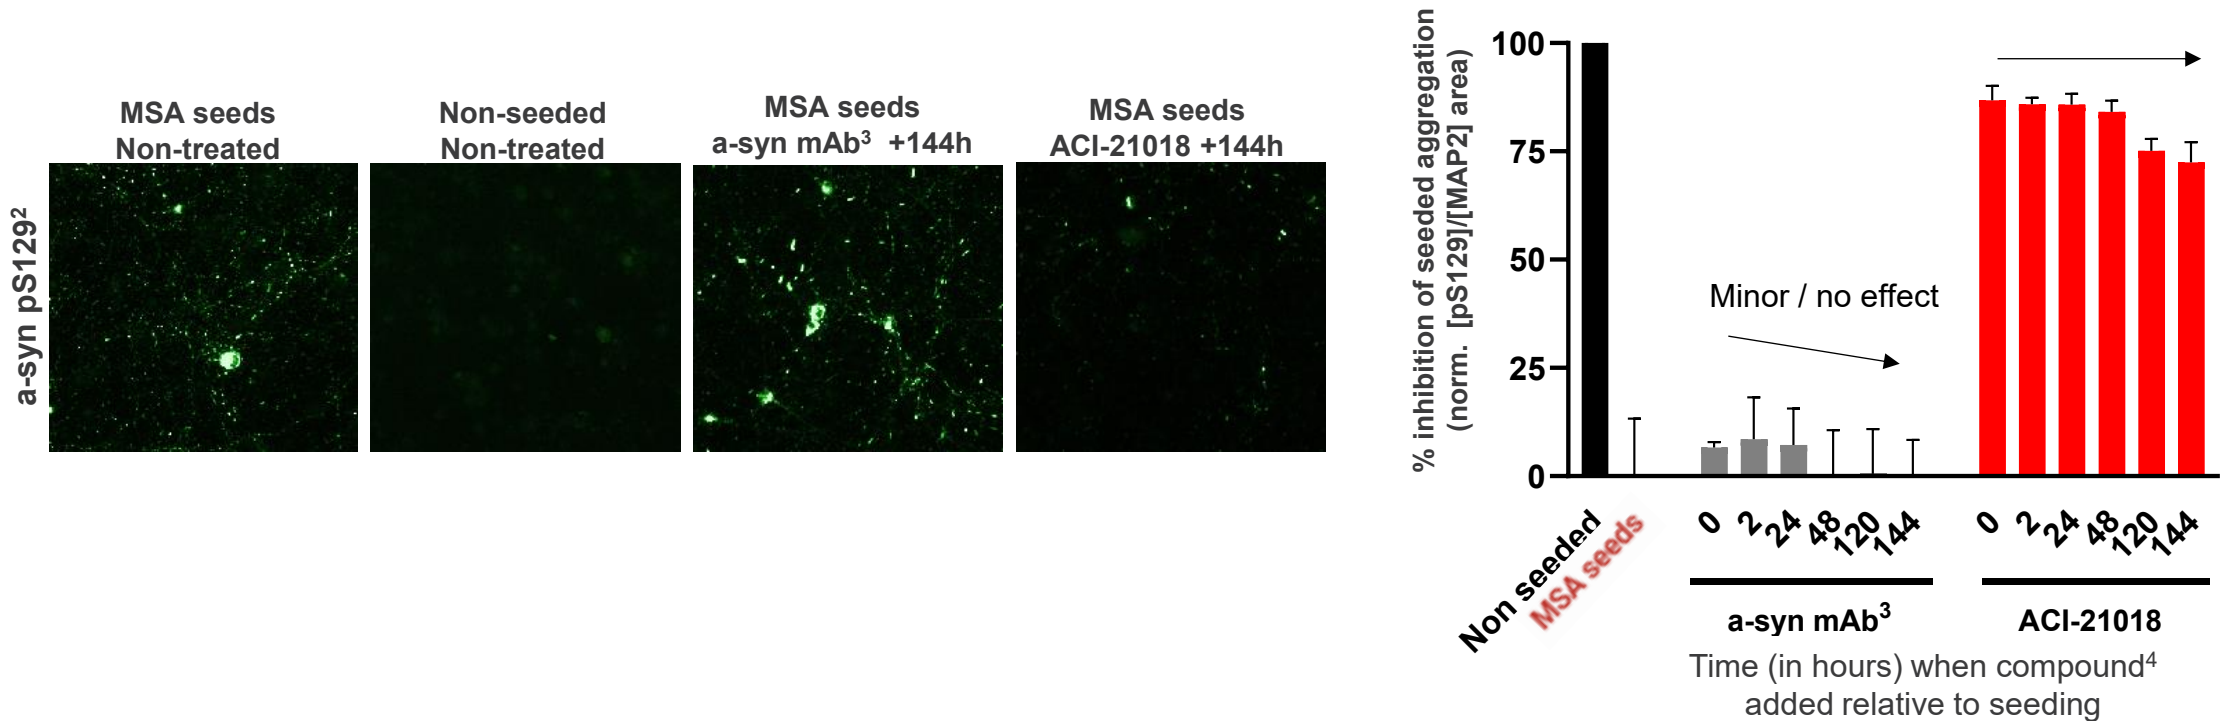 MSA seeds
Non-treated
Non-seeded
Non-treated
MSA seeds
a-syn mAb³ +144h
MSA seeds
ACI-21018 +144h
a-syn pS129²
% inhibition of seeded aggregation
(norm. [pS129]/[MAP2] area)
100
75
50
25
0
Minor / no effect
Non seeded
MSA seeds
0
2
24
48
120
144
0
2
24
48
120
144
a-syn mAb³
ACI-21018
Time (in hours) when compound⁴
added relative to seeding